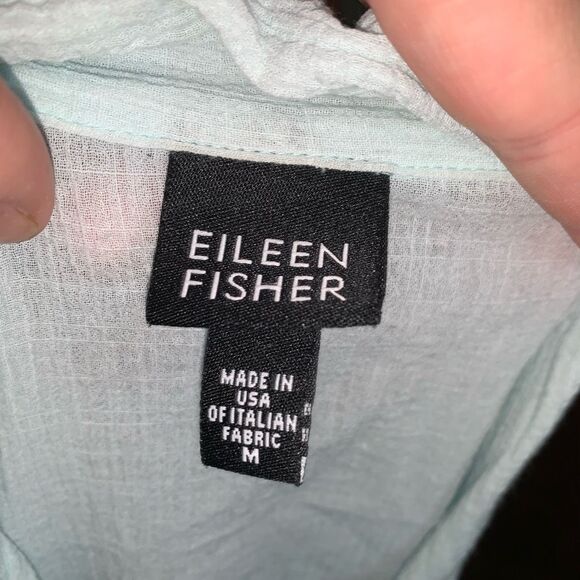 EILEEN
FISHER
MADE IN
USA
OF ITALIAN
FABRIC
M